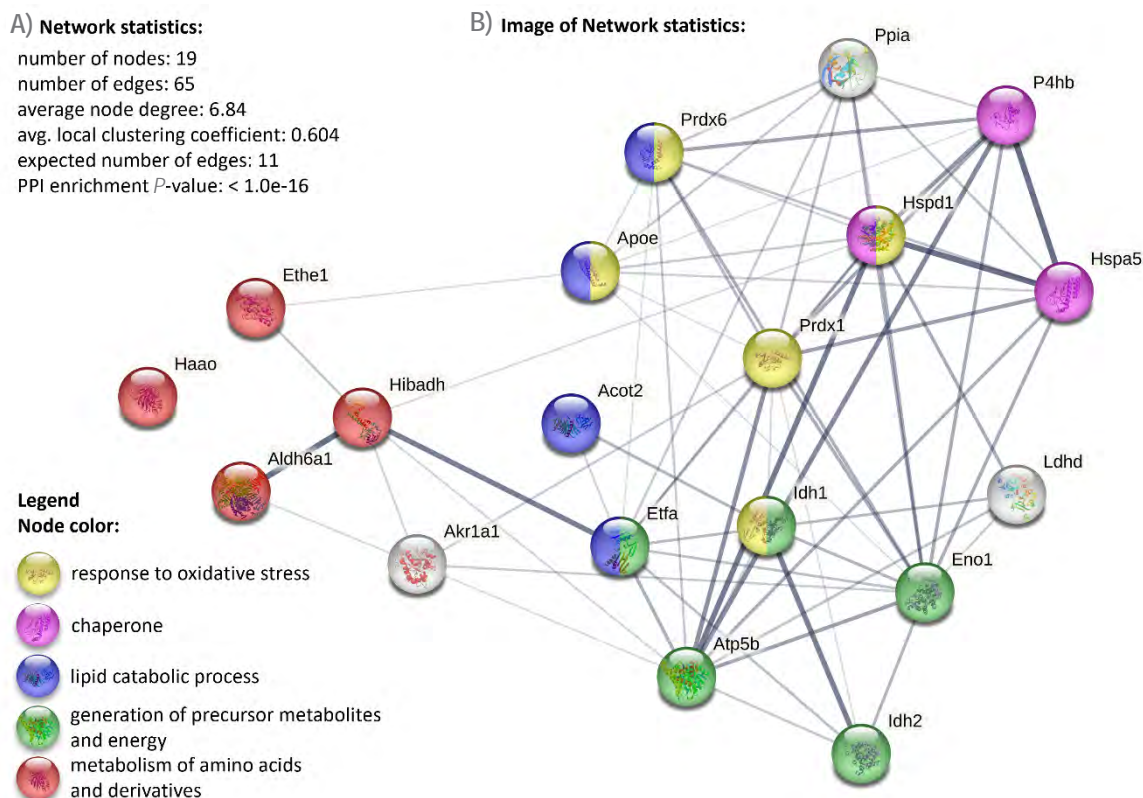 A) Network statistics:
number of nodes: 19
number of edges: 65
average node degree: 6.84
avg. local clustering coefficient: 0.604
expected number of edges: 11
PPI enrichment P-value: < 1.0e-16
B) Image of Network statistics:
Ppia
P4hb
Prdx6
Hspd1
Apoe
Hspa5
Ethe1
Prdx1
Haao
Hibadh
Acot2
Aldh6a1
Ldhd
Idh1
Etfa
Akr1a1
Eno1
Atp5b
Idh2
Legend
Node color:
response to oxidative stress
chaperone
lipid catabolic process
generation of precursor metabolites
and energy
metabolism of amino acids
and derivatives